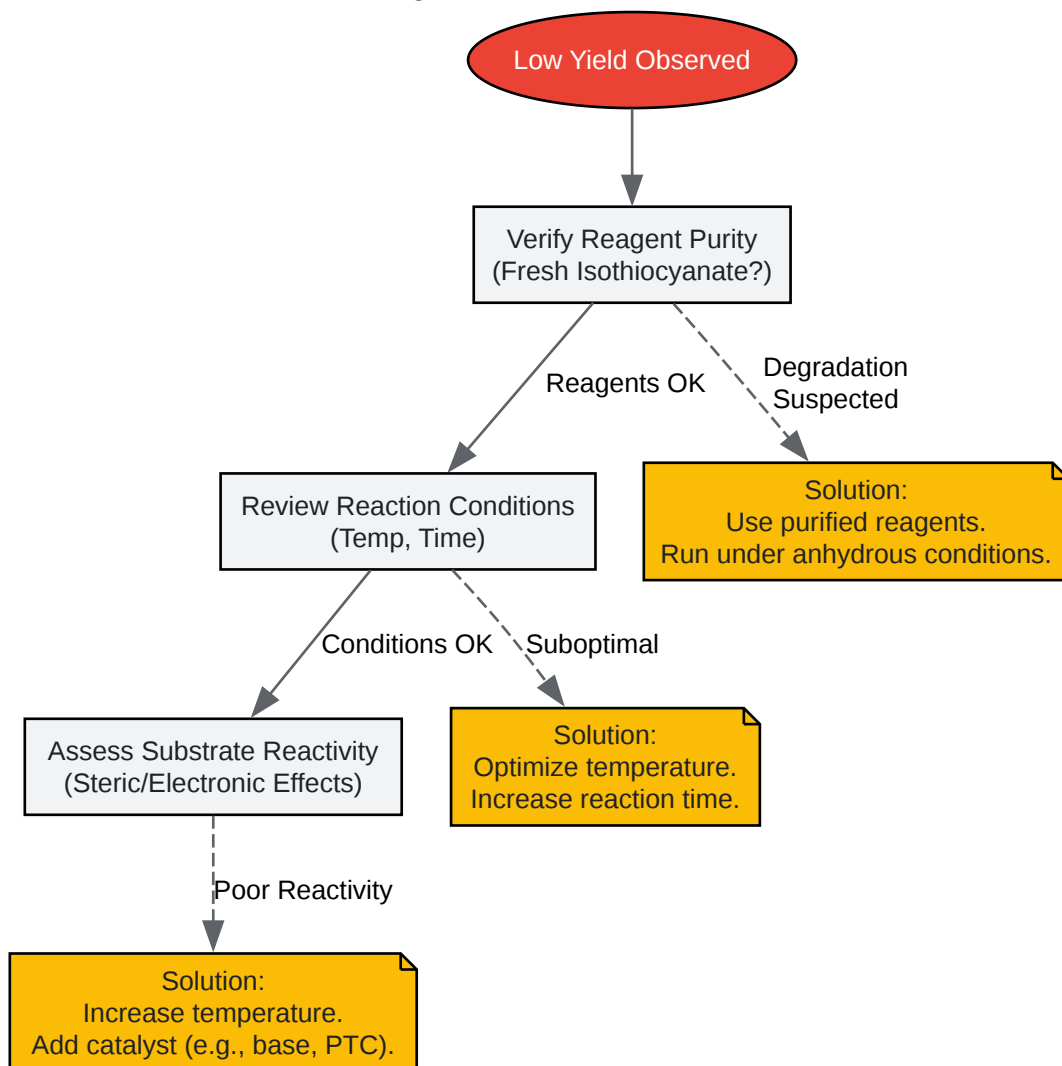 Low Yield Observed
Verify Reagent Purity
(Fresh Isothiocyanate?)
Reagents OK
Degradation
Suspected
Review Reaction Conditions
(Temp, Time)
Solution:
Use purified reagents.
Run under anhydrous conditions.
Conditions OK
Suboptimal
Assess Substrate Reactivity
(Steric/Electronic Effects)
Solution:
Optimize temperature.
Increase reaction time.
Poor Reactivity
Solution:
Increase temperature.
Add catalyst (e.g., base, PTC).